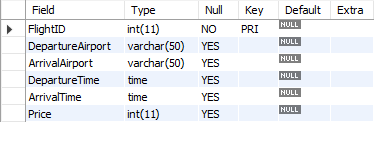 Field Type Null Key Default Extra
FlightID int(11) NO PRI NULL
DepartureAirport varchar(50) YES NULL
ArrivalAirport varchar(50) YES NULL
DepartureTime time YES NULL
ArrivalTime time YES NULL
Price int(11) YES NULL